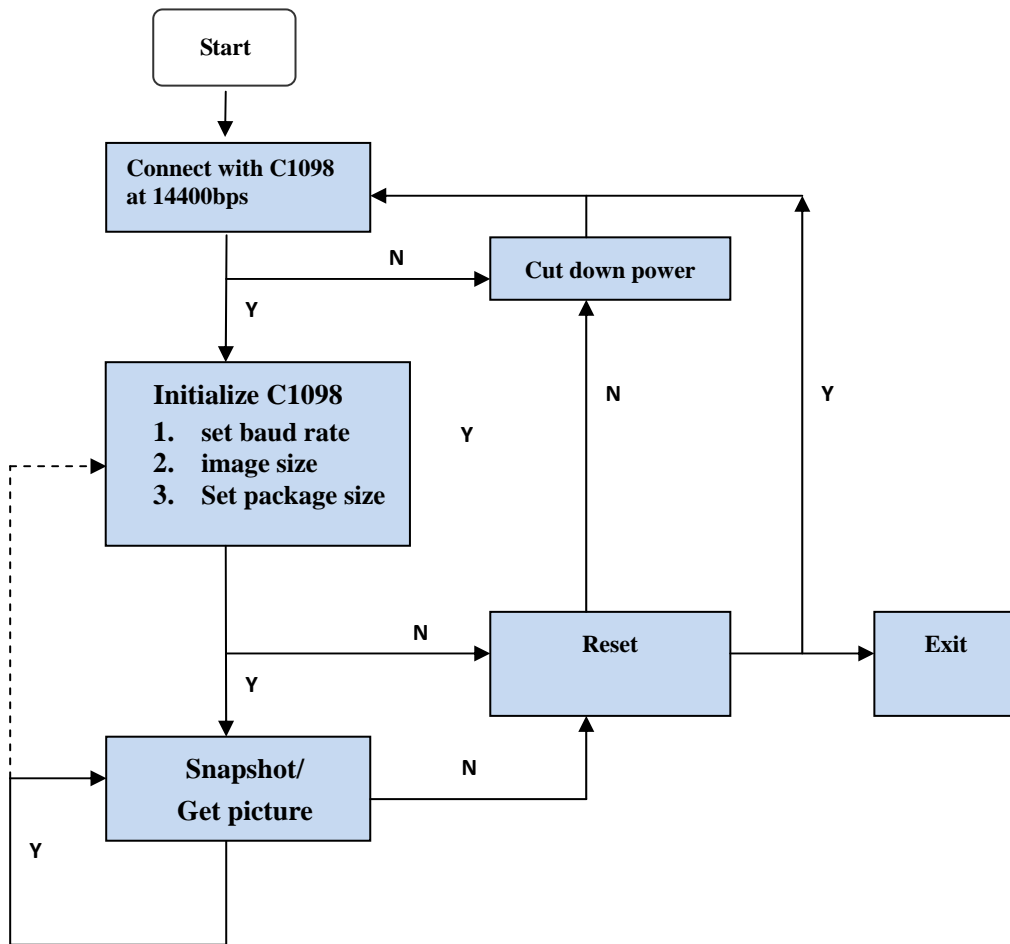 Start
Connect with C1098
at 14400bps
N
Cut down power
Y
Initialize C1098
1. set baud rate
2. image size
3. Set package size
Y
N
Y
N
Reset
Exit
Y
Snapshot/
Get picture
N
Y